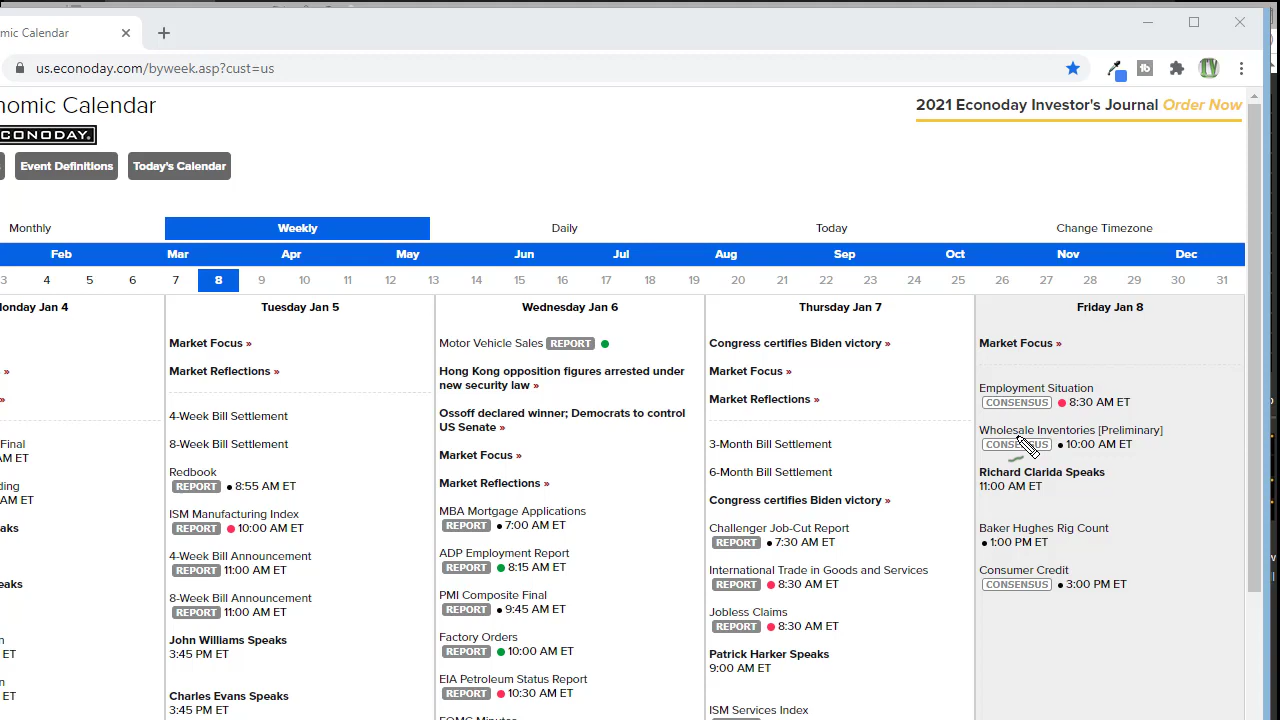 mic Calendar
us.econoday.com/byweek.asp?cust=us
nomic Calendar
2021 Econoday Investor's Journal Order Now
CONODAY.
Event Definitions
Today's Calendar
Monthly Weekly Daily Today Change Timezone
Feb Mar Apr May Jun Jul Aug Sep Oct Nov Dec
3 4 5 6 7 8 9 10 11 12 13 14 15 16 17 18 19 20 21 22 23 24 25 26 27 28 29 30 31
onday Jan 4
»
»
Final
AM ET
ding
AM ET
aks
eaks
n
ET
n
ET
Tuesday Jan 5
Market Focus »
Market Reflections »
4-Week Bill Settlement
8-Week Bill Settlement
Redbook
REPORT 8:55 AM ET
ISM Manufacturing Index
REPORT 10:00 AM ET
4-Week Bill Announcement
REPORT 11:00 AM ET
8-Week Bill Announcement
REPORT 11:00 AM ET
John Williams Speaks
3:45 PM ET
Charles Evans Speaks
3:45 PM ET
Wednesday Jan 6
Motor Vehicle Sales REPORT
Hong Kong opposition figures arrested under
new security law »
Ossoff declared winner; Democrats to control
US Senate »
Market Focus »
Market Reflections »
MBA Mortgage Applications
REPORT 7:00 AM ET
ADP Employment Report
REPORT 8:15 AM ET
PMI Composite Final
REPORT 9:45 AM ET
Factory Orders
REPORT 10:00 AM ET
EIA Petroleum Status Report
REPORT 10:30 AM ET
FOMC Minutes
Thursday Jan 7
Congress certifies Biden victory »
Market Focus »
Market Reflections »
3-Month Bill Settlement
6-Month Bill Settlement
Congress certifies Biden victory »
Challenger Job-Cut Report
REPORT 7:30 AM ET
International Trade in Goods and Services
REPORT 8:30 AM ET
Jobless Claims
REPORT 8:30 AM ET
Patrick Harker Speaks
9:00 AM ET
ISM Services Index
Friday Jan 8
Market Focus »
Employment Situation
CONSENSUS 8:30 AM ET
Wholesale Inventories [Preliminary]
CONSENSUS 10:00 AM ET
Richard Clarida Speaks
11:00 AM ET
Baker Hughes Rig Count
1:00 PM ET
Consumer Credit
CONSENSUS 3:00 PM ET